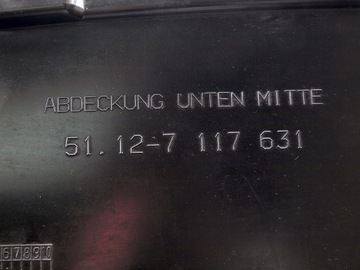 ABDECKUNG UNTEN MITTE
51.12-7 117 631